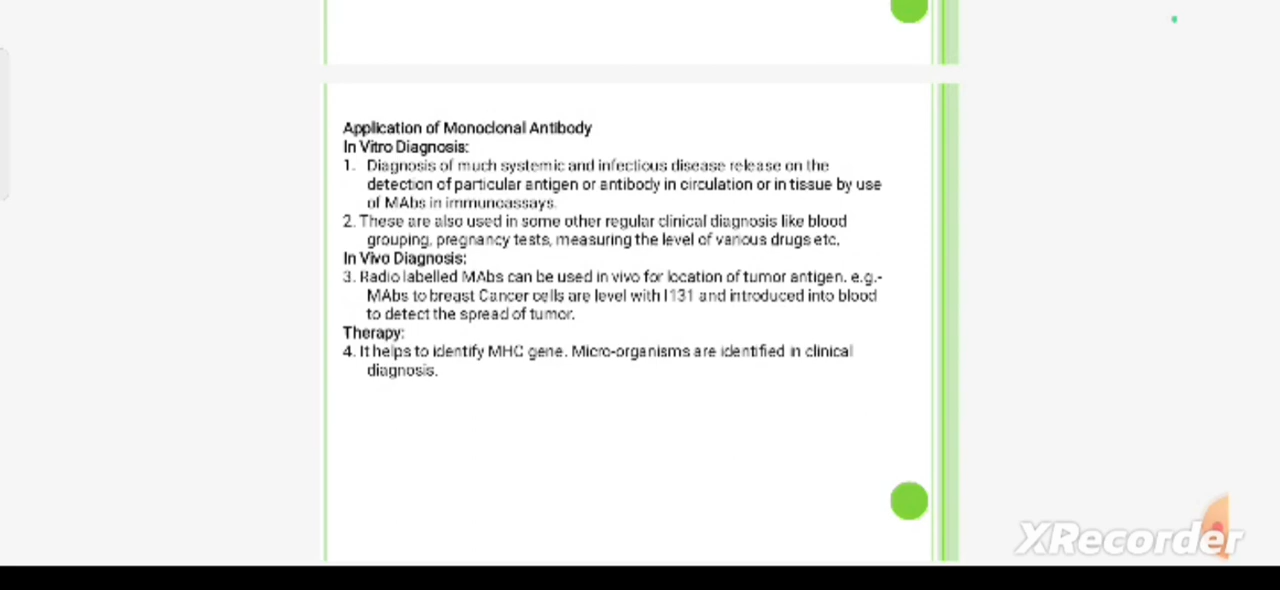 Application of Monoclonal Antibody
In Vitro Diagnosis:
1. Diagnosis of much systemic and infectious disease release on the
detection of particular antigen or antibody in circulation or in tissue by use
of MAbs in immunoassays.
2. These are also used in some other regular clinical diagnosis like blood
grouping, pregnancy tests, measuring the level of various drugs etc.
In Vivo Diagnosis:
3. Radio labelled MAbs can be used in vivo for location of tumor antigen. e.g.-
MAbs to breast Cancer cells are level with I131 and introduced into blood
to detect the spread of tumor.
Therapy:
4. It helps to identify MHC gene. Micro-organisms are identified in clinical
diagnosis.
XRecorder